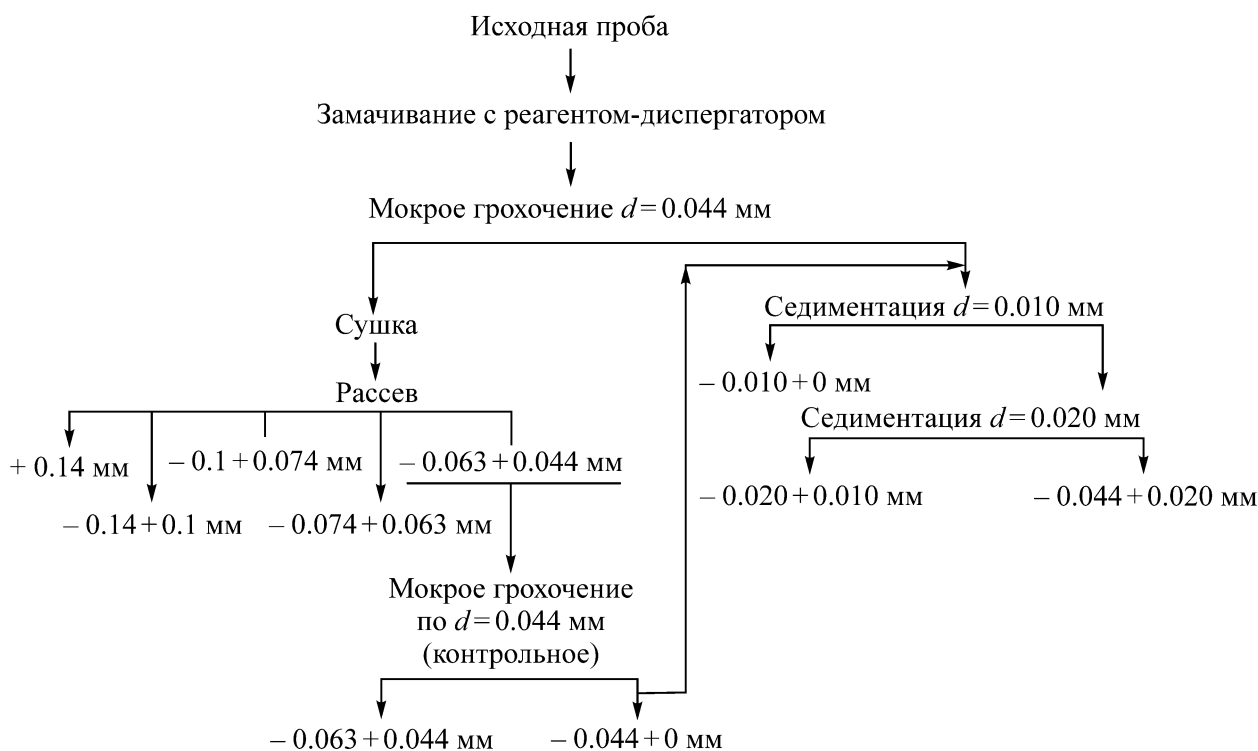 Исходная проба
Замачивание с реагентом-диспергатором
Мокрое грохочение d = 0.044 мм
Сушка
Рассев
+ 0.14 мм
– 0.14 + 0.1 мм
– 0.1 + 0.074 мм
– 0.074 + 0.063 мм
– 0.063 + 0.044 мм
Мокрое грохочение
по d = 0.044 мм
(контрольное)
– 0.063 + 0.044 мм
– 0.044 + 0 мм
Седиментация d = 0.010 мм
– 0.010 + 0 мм
Седиментация d = 0.020 мм
– 0.020 + 0.010 мм
– 0.044 + 0.020 мм